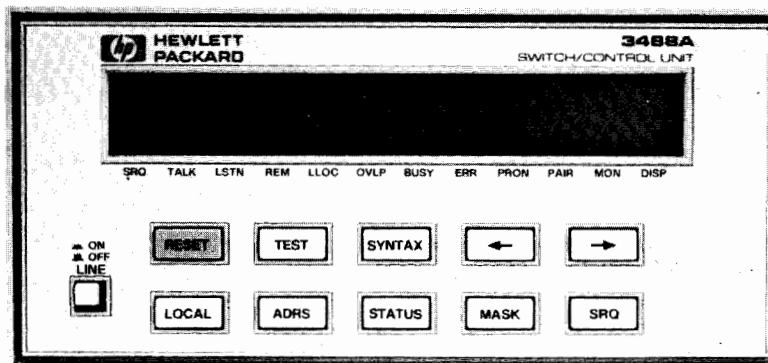 hp HEWLETT
PACKARD
3488A
SWITCH/CONTROL UNIT
SRQ TALK LSTN REM LLOC OVLP BUSY ERR PRON PAIR MON DISP
ON
OFF
LINE
RESET TEST SYNTAX ← →
LOCAL ADRS STATUS MASK SRQ